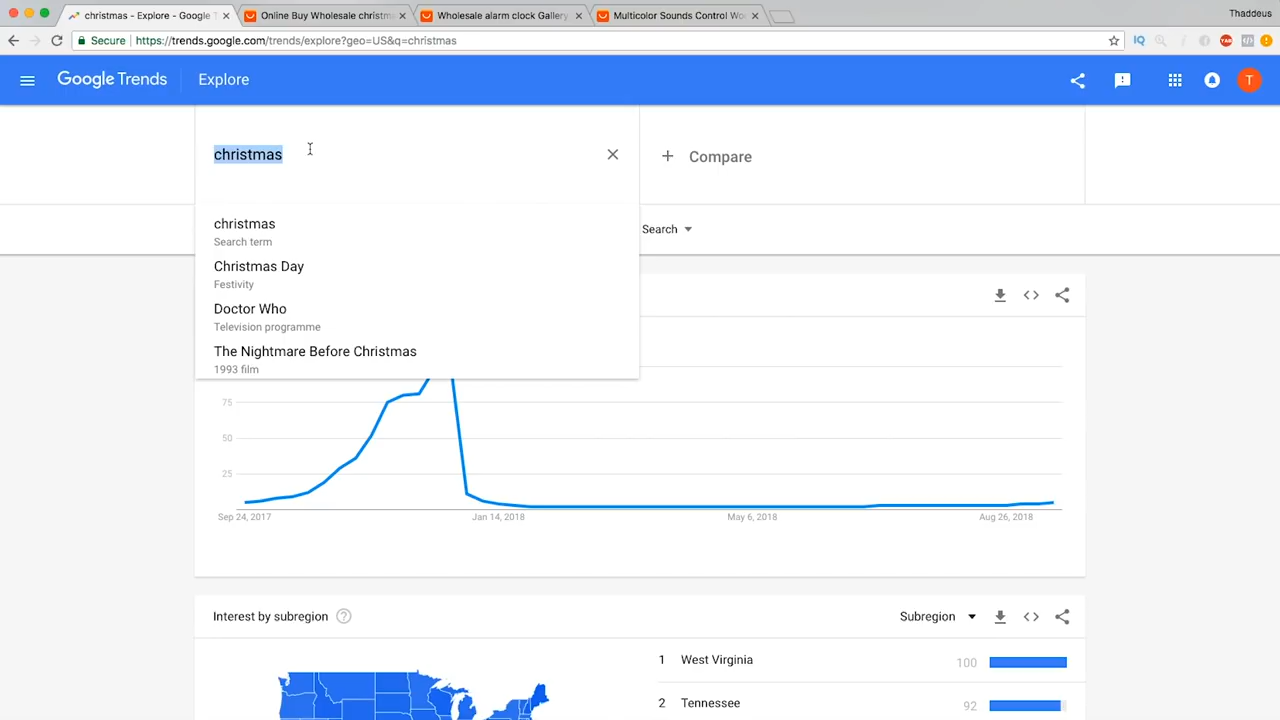 christmas - Explore - Google T
Online Buy Wholesale christma
Wholesale alarm clock Gallery
Multicolor Sounds Control Wo
Thaddeus
Secure
https://trends.google.com/trends/explore?geo=US&q=christmas
IQ
Google Trends
Explore
T
christmas
+ Compare
christmas
Search term
Christmas Day
Festivity
Doctor Who
Television programme
The Nightmare Before Christmas
1993 film
Search
75
50
25
Sep 24, 2017
Jan 14, 2018
May 6, 2018
Aug 26, 2018
Interest by subregion ?
Subregion
1 West Virginia 100
2 Tennessee 92